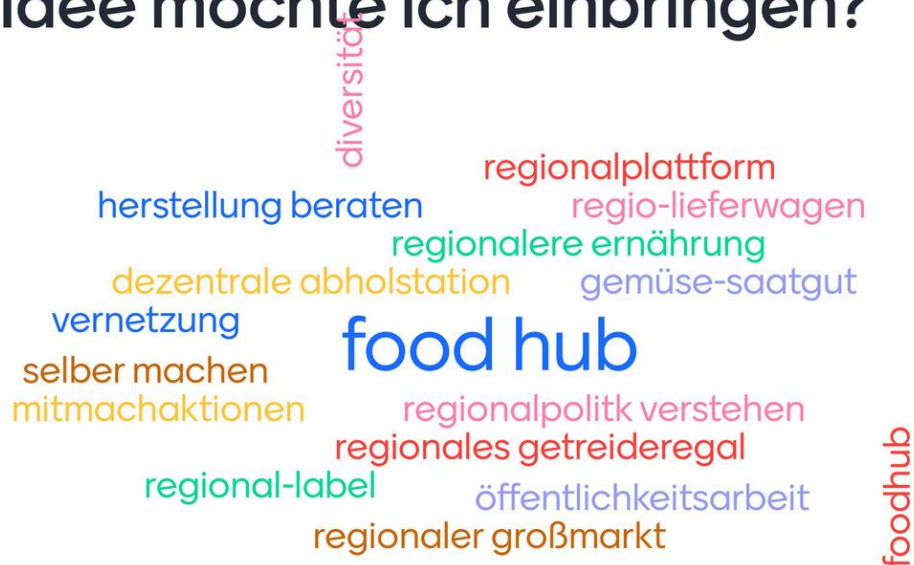 idee möchte ich einbringen?
diversität
regionalplattform
herstellung beraten
regio-lieferwagen
regionalere ernährung
dezentrale abholstation
gemüse-saatgut
vernetzung
food hub
selber machen
mitmachaktionen
regionalpolitk verstehen
regionales getreideregal
foodhub
regional-label
öffentlichkeitsarbeit
regionaler großmarkt